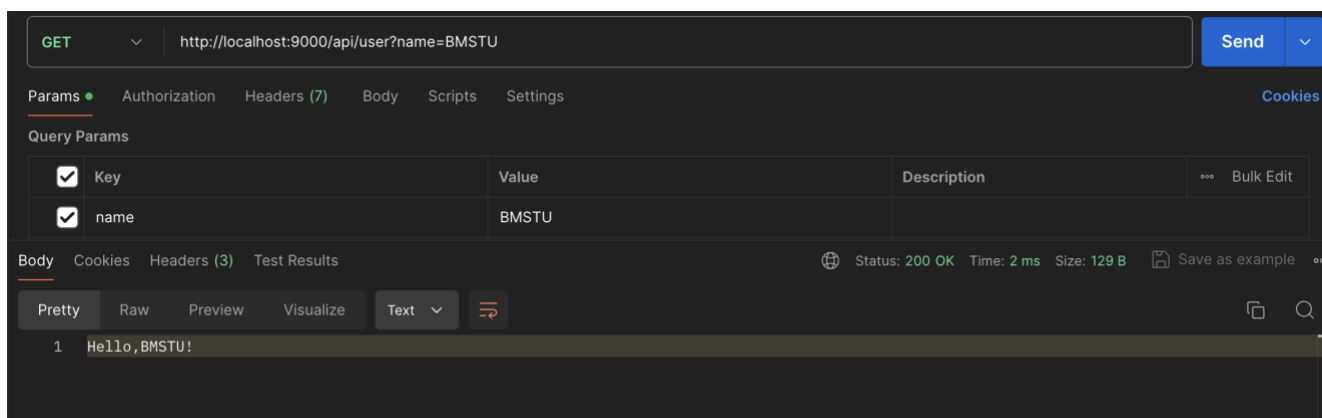 GET http://localhost:9000/api/user?name=BMSTU Send
Params Authorization Headers (7) Body Scripts Settings Cookies
Query Params
Key Value Description Bulk Edit
name BMSTU
Body Cookies Headers (3) Test Results Status: 200 OK Time: 2 ms Size: 129 B Save as example
Pretty Raw Preview Visualize Text
1 Hello,BMSTU!